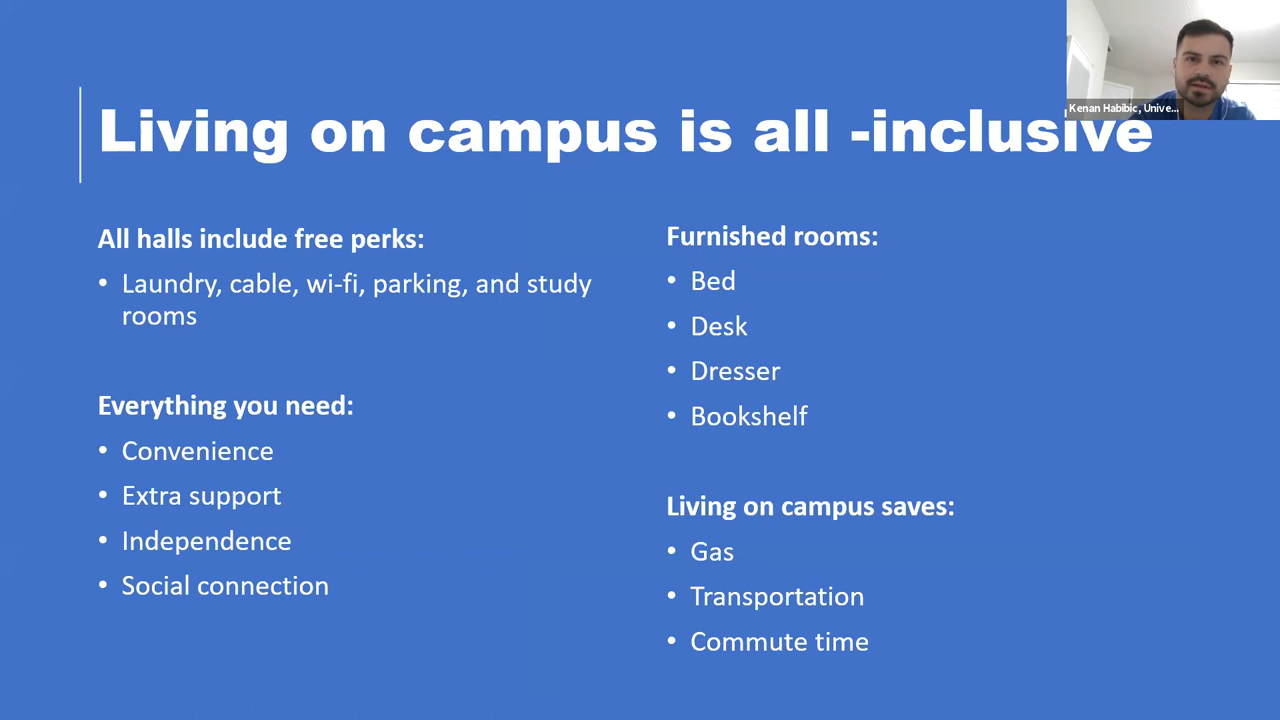 Living on campus is all -inclusive
Kenan Habibic, Unive...
All halls include free perks:
• Laundry, cable, wi-fi, parking, and study
rooms
Everything you need:
• Convenience
• Extra support
• Independence
• Social connection
Furnished rooms:
• Bed
• Desk
• Dresser
• Bookshelf
Living on campus saves:
• Gas
• Transportation
• Commute time